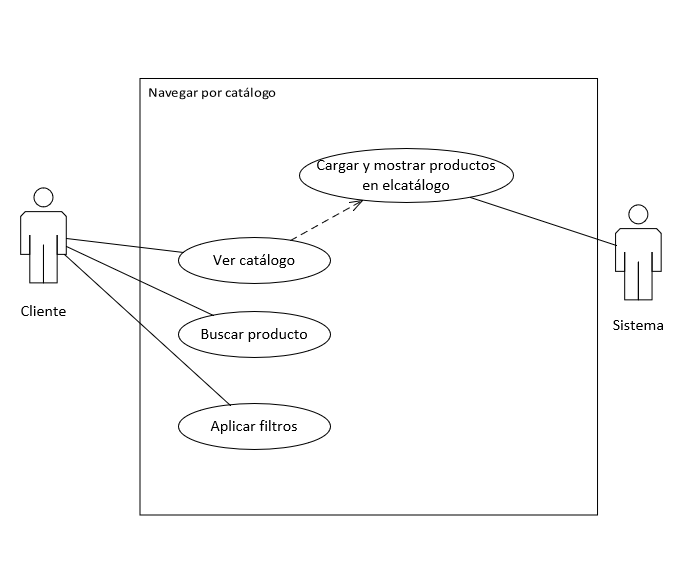 Navegar por catálogo
Cargar y mostrar productos
en elcatálogo
Ver catálogo
Cliente
Sistema
Buscar producto
Aplicar filtros